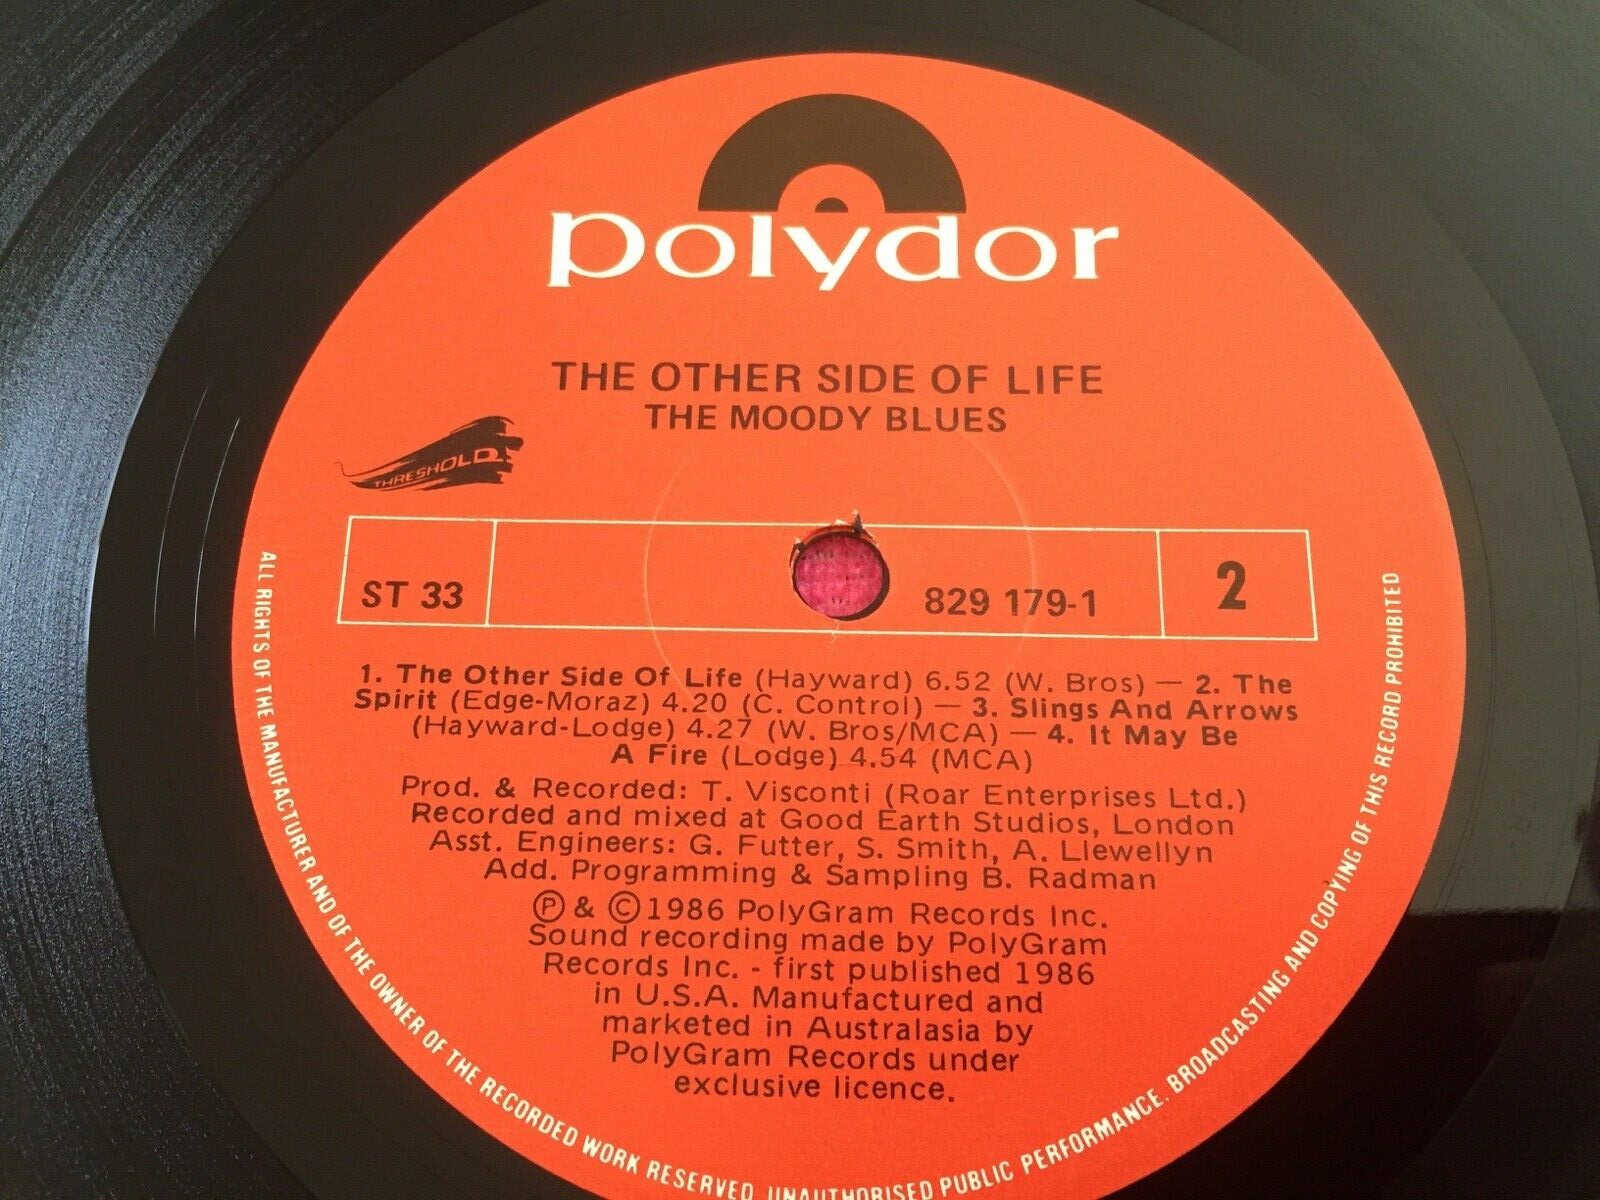 polydor
THE OTHER SIDE OF LIFE
THE MOODY BLUES
THRESHOLD
ST 33
829 179-1
2
1. The Other Side Of Life (Hayward) 6.52 (W. Bros) — 2. The
Spirit (Edge-Moraz) 4.20 (C. Control) — 3. Slings And Arrows
(Hayward-Lodge) 4.27 (W. Bros/MCA) — 4. It May Be
A Fire (Lodge) 4.54 (MCA)
Prod. & Recorded: T. Visconti (Roar Enterprises Ltd.)
Recorded and mixed at Good Earth Studios, London
Asst. Engineers: G. Futter, S. Smith, A. Llewellyn
Add. Programming & Sampling B. Radman
Ⓟ & ©1986 PolyGram Records Inc.
Sound recording made by PolyGram
Records Inc. - first published 1986
in U.S.A. Manufactured and
marketed in Australasia by
PolyGram Records under
exclusive licence.
ALL RIGHTS OF THE MANUFACTURER AND OF THE OWNER OF THE RECORDED WORK RESERVED. UNAUTHORISED PUBLIC PERFORMANCE. BROADCASTING AND COPYING OF THIS RECORD PROHIBITED